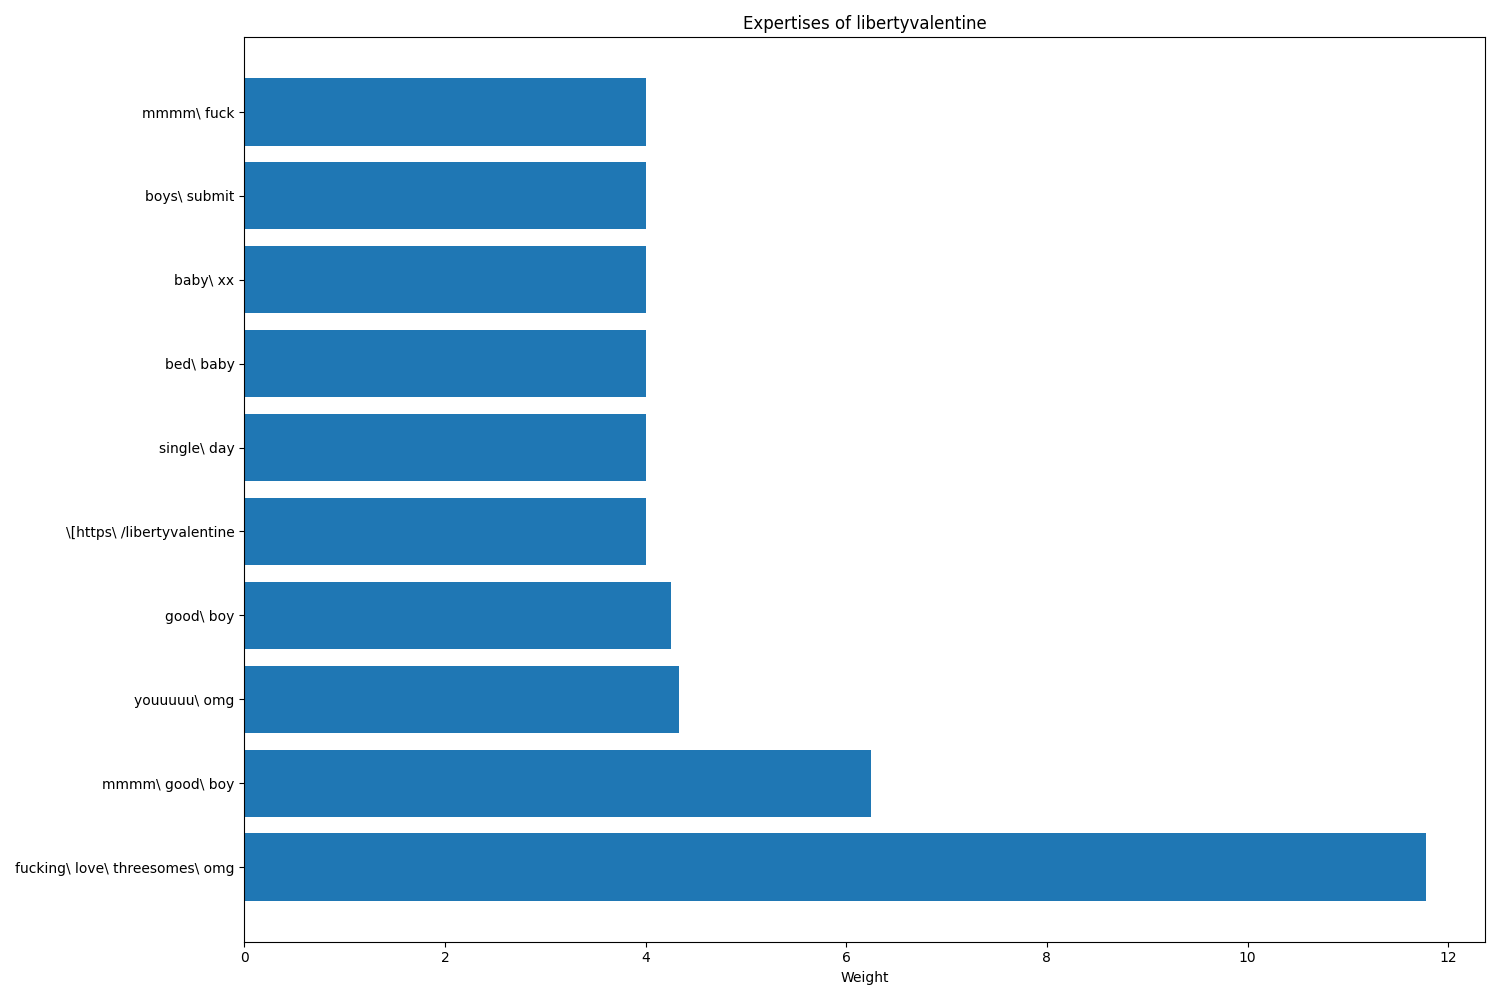 Expertises of libertyvalentine
mmmm\ fuck
boys\ submit
baby\ xx
bed\ baby
single\ day
\[https\ /libertyvalentine
good\ boy
youuuuu\ omg
mmmm\ good\ boy
fucking\ love\ threesomes\ omg
0 2 4 6 8 10 12
Weight